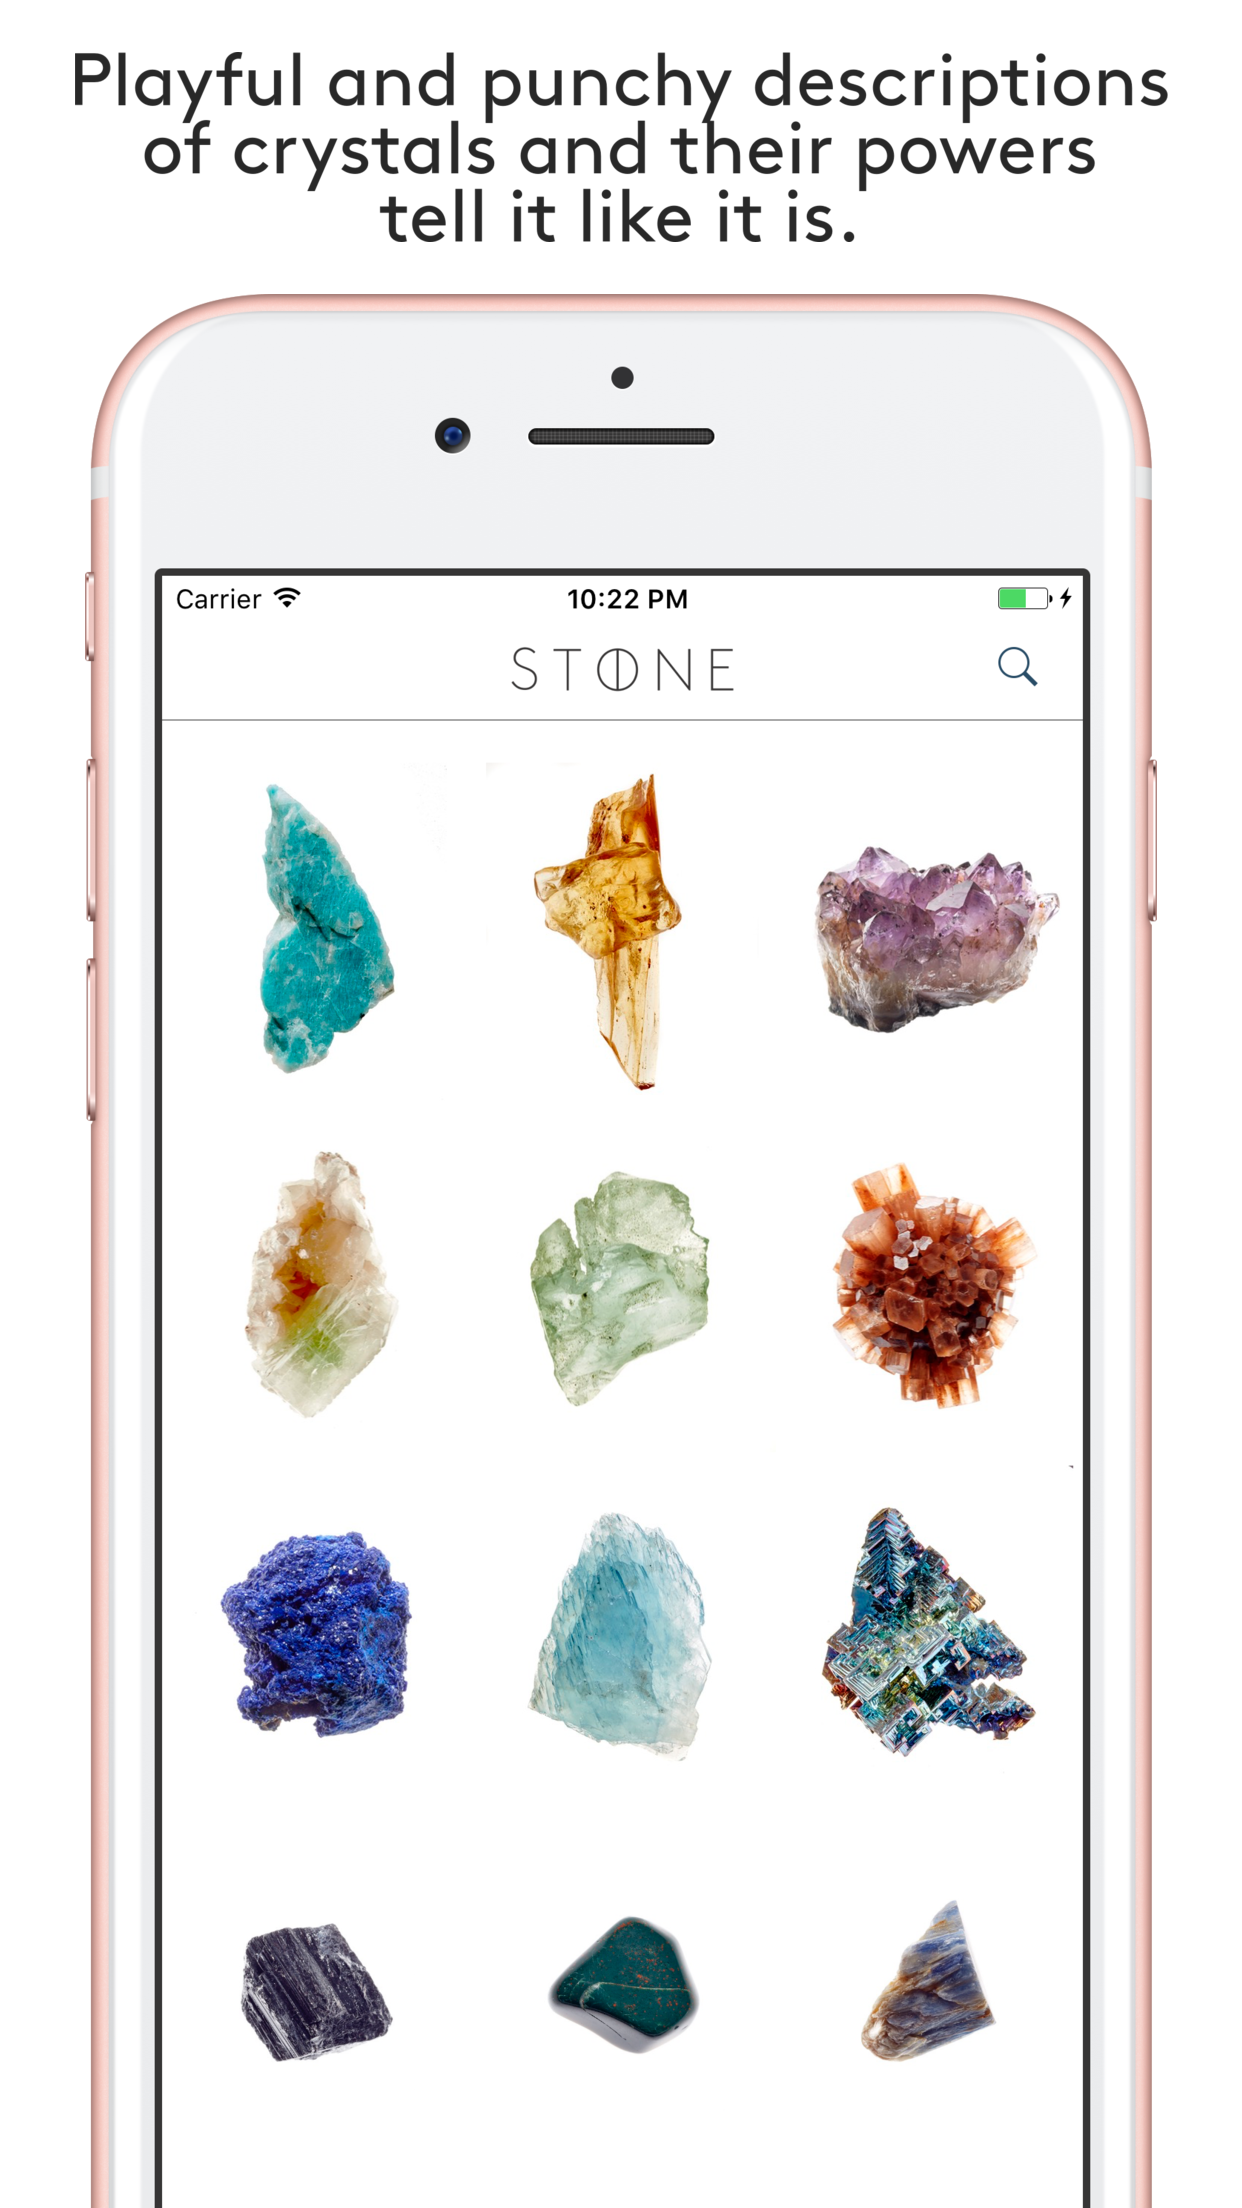 Playful and punchy descriptions
of crystals and their powers
tell it like it is.
Carrier 10:22 PM
STONE